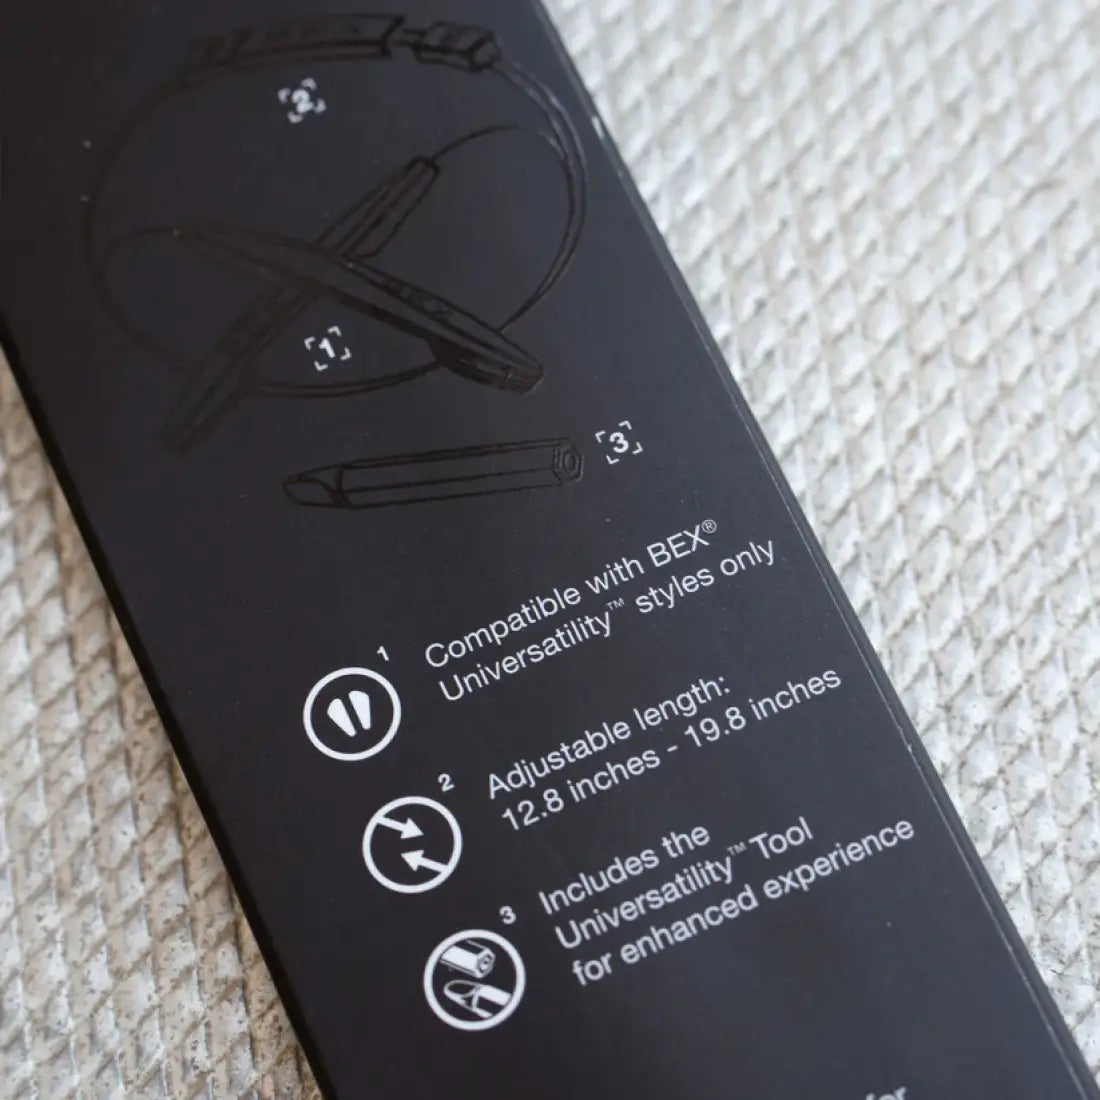 2
1
3
1
Compatible with BEX®
Universatility™ styles only
2
Adjustable length:
12.8 inches - 19.8 inches
3
Includes the
Universatility™ Tool
for enhanced experience
for